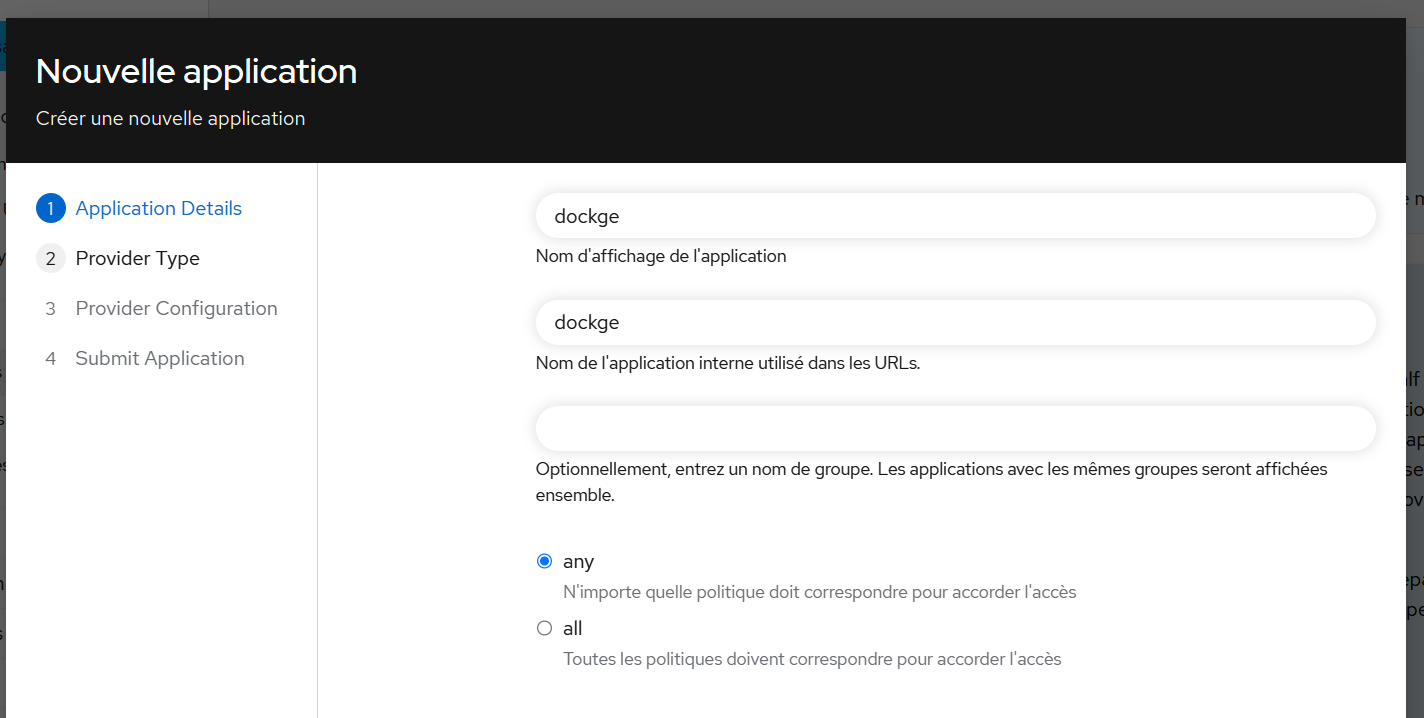 Nouvelle application
Créer une nouvelle application
1 Application Details
2 Provider Type
3 Provider Configuration
4 Submit Application
dockge
Nom d'affichage de l'application
dockge
Nom de l'application interne utilisé dans les URLs.
Optionnellement, entrez un nom de groupe. Les applications avec les mêmes groupes seront affichées
ensemble.
any
N'importe quelle politique doit correspondre pour accorder l'accès
all
Toutes les politiques doivent correspondre pour accorder l'accès